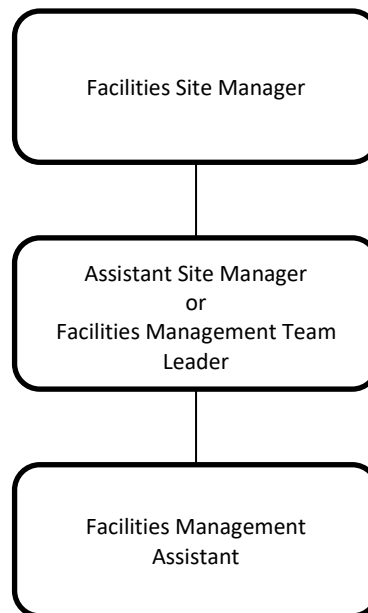 Facilities Site Manager
Assistant Site Manager
or
Facilities Management Team
Leader
Facilities Management
Assistant